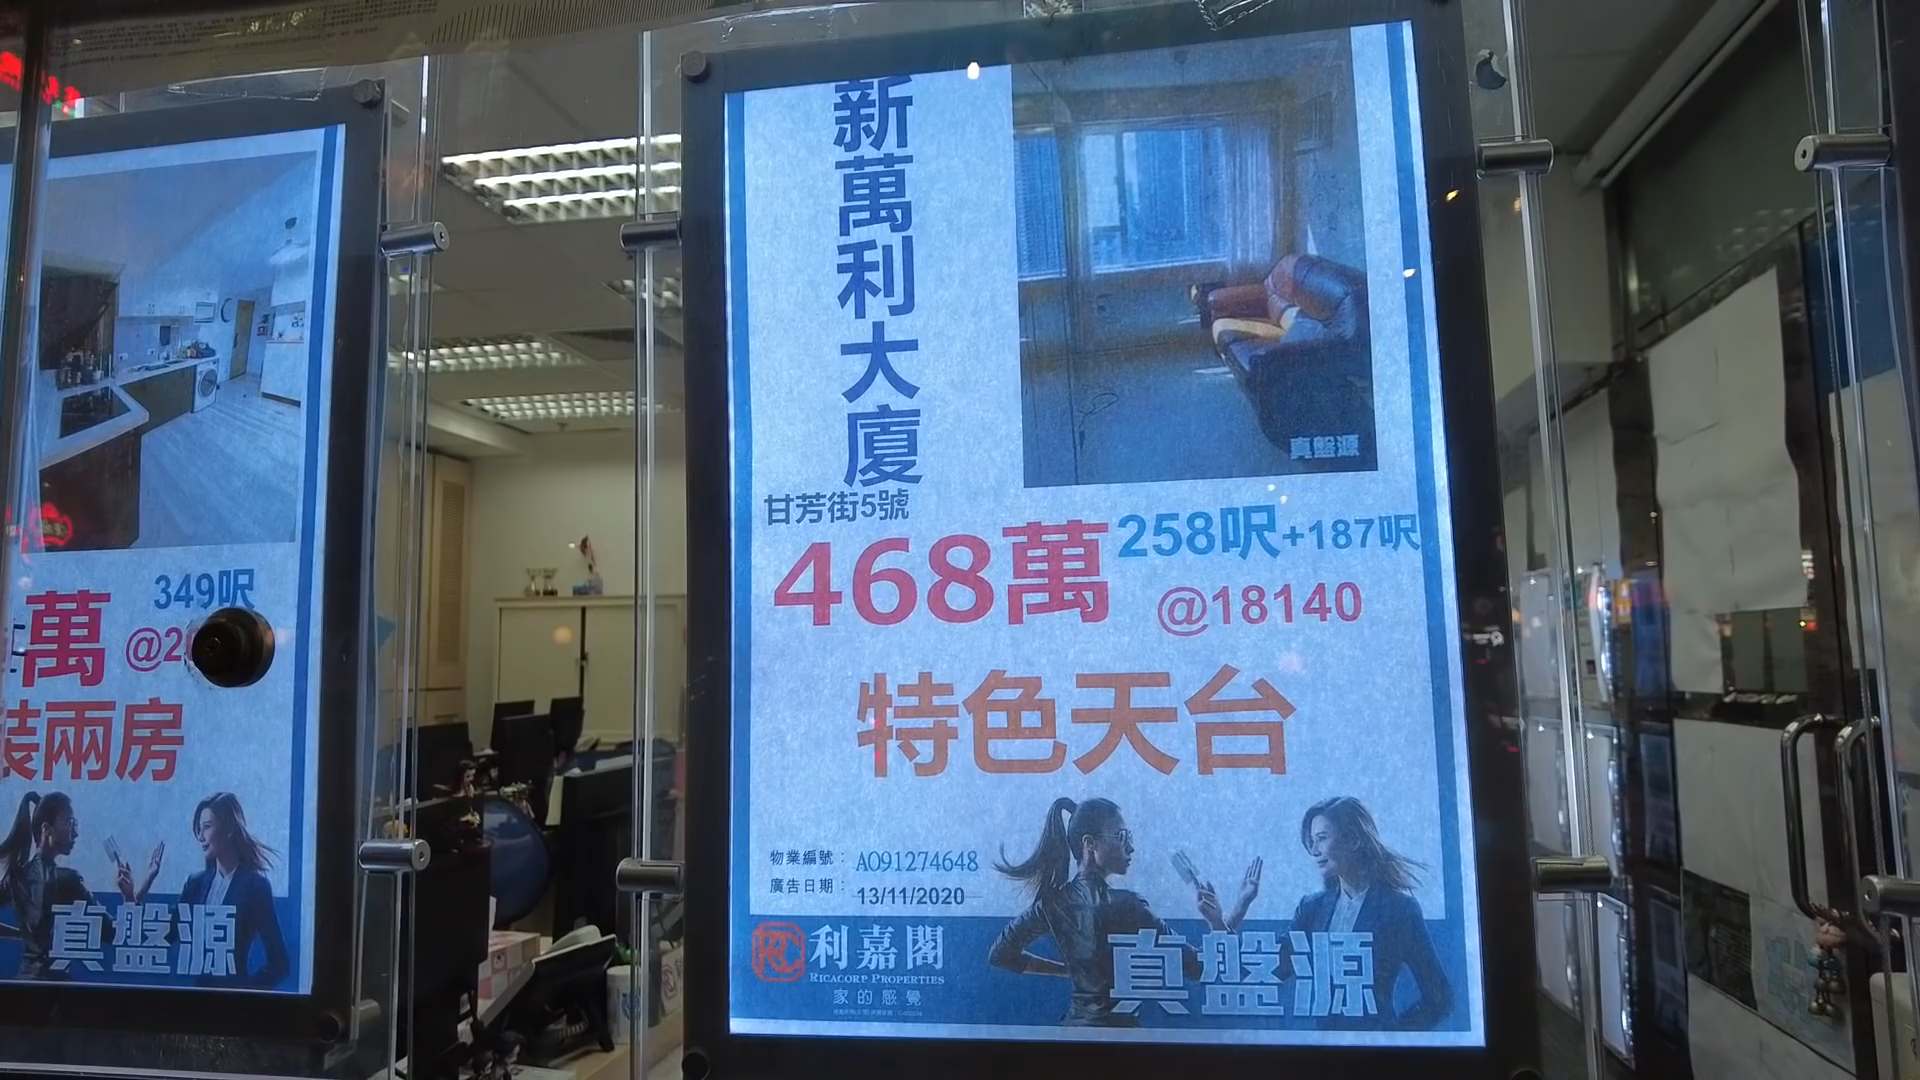 349呎
萬
@2
裝兩房
真盤源
新萬利大廈
甘芳街5號
真盤源
468萬
258呎+187呎
@18140
特色天台
物業編號：A091274648
廣告日期：13/11/2020
利嘉閣
RICACORP PROPERTIES
家的感覺
真盤源